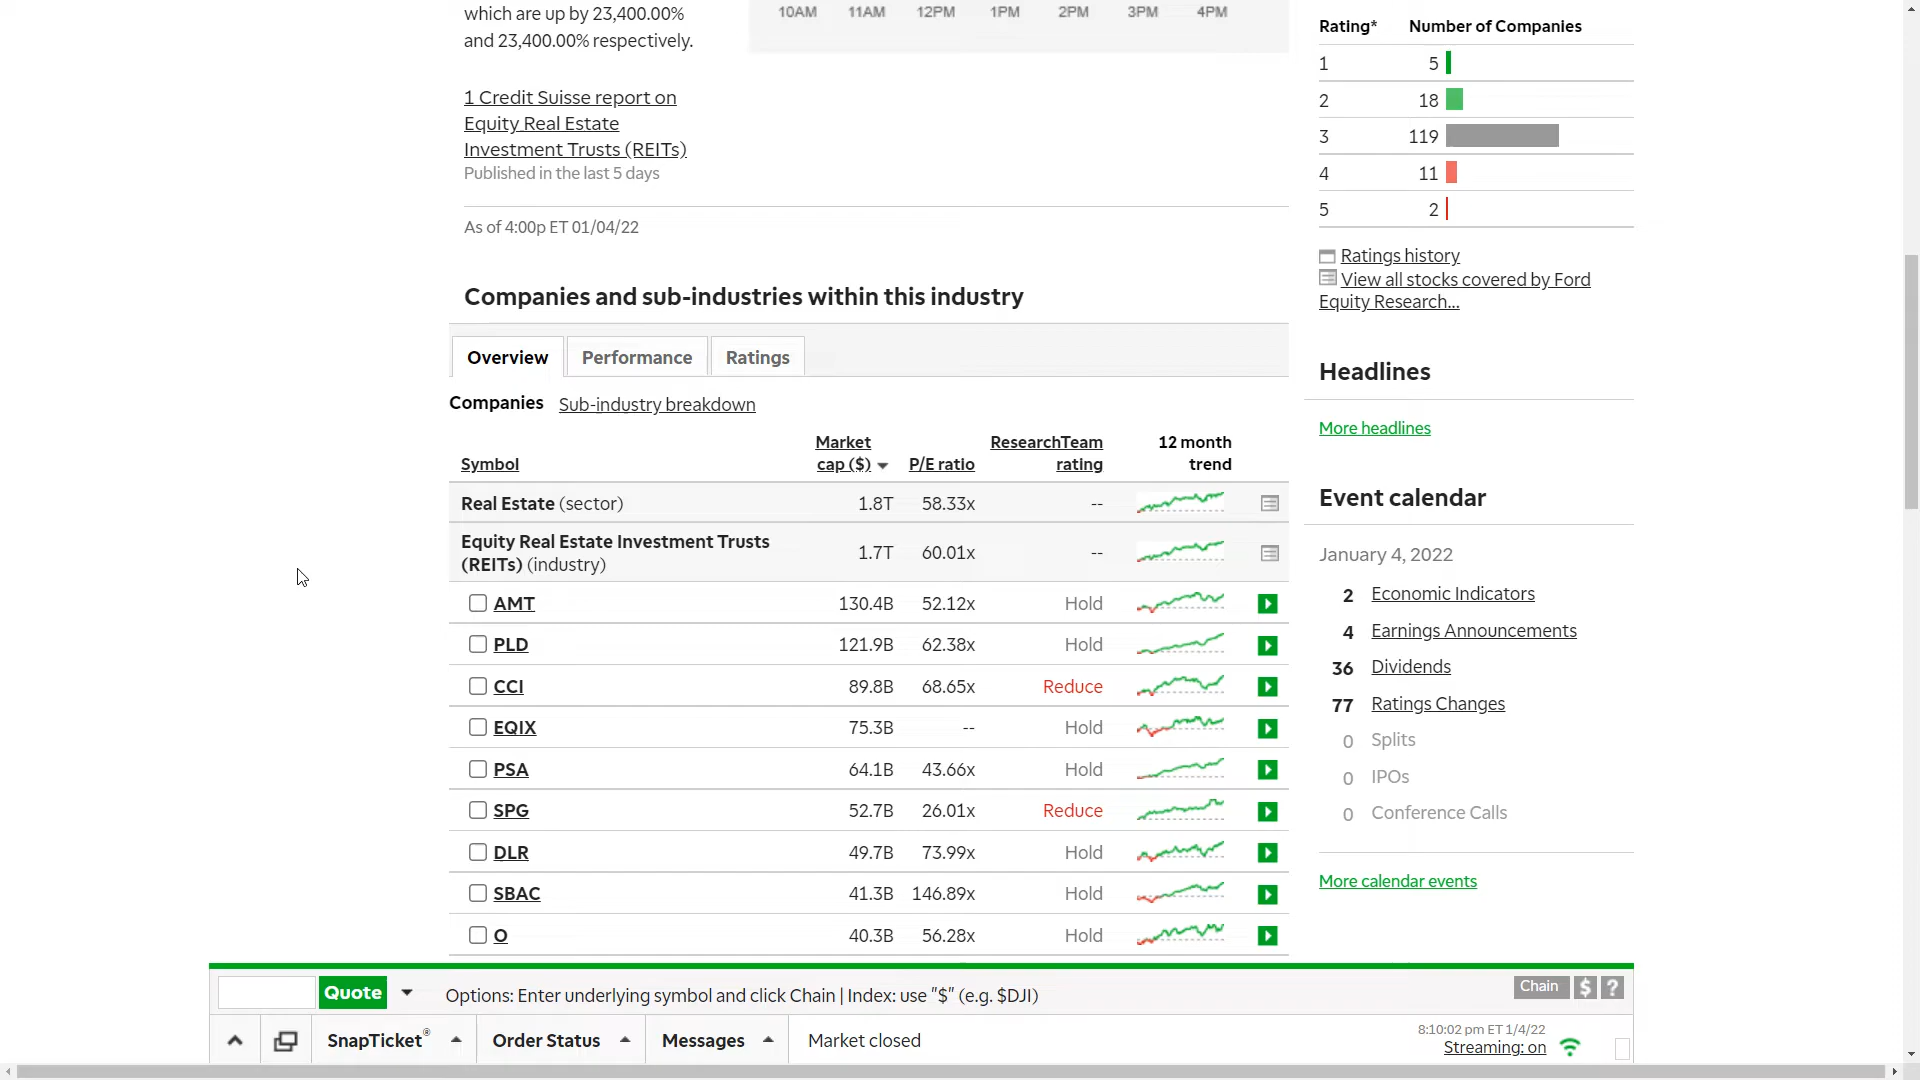 which are up by 23,400.00%
and 23,400.00% respectively.
1 Credit Suisse report on
Equity Real Estate
Investment Trusts (REITs)
Published in the last 5 days
As of 4:00p ET 01/04/22
10AM 11AM 12PM 1PM 2PM 3PM 4PM
Companies and sub-industries within this industry
Overview Performance Ratings
Companies Sub-industry breakdown
Symbol Market cap ($) P/E ratio ResearchTeam rating 12 month trend
Real Estate (sector) 1.8T 58.33x --
Equity Real Estate Investment Trusts
(REITs) (industry) 1.7T 60.01x --
AMT 130.4B 52.12x Hold
PLD 121.9B 62.38x Hold
CCI 89.8B 68.65x Reduce
EQIX 75.3B -- Hold
PSA 64.1B 43.66x Hold
SPG 52.7B 26.01x Reduce
DLR 49.7B 73.99x Hold
SBAC 41.3B 146.89x Hold
O 40.3B 56.28x Hold
Rating* Number of Companies
1 5
2 18
3 119
4 11
5 2
Ratings history
View all stocks covered by Ford
Equity Research...
Headlines
More headlines
Event calendar
January 4, 2022
2 Economic Indicators
4 Earnings Announcements
36 Dividends
77 Ratings Changes
0 Splits
0 IPOs
0 Conference Calls
More calendar events
Quote Options: Enter underlying symbol and click Chain | Index: use "$" (e.g. $DJI) Chain $ ?
SnapTicket® Order Status Messages Market closed
8:10:02 pm ET 1/4/22
Streaming: on